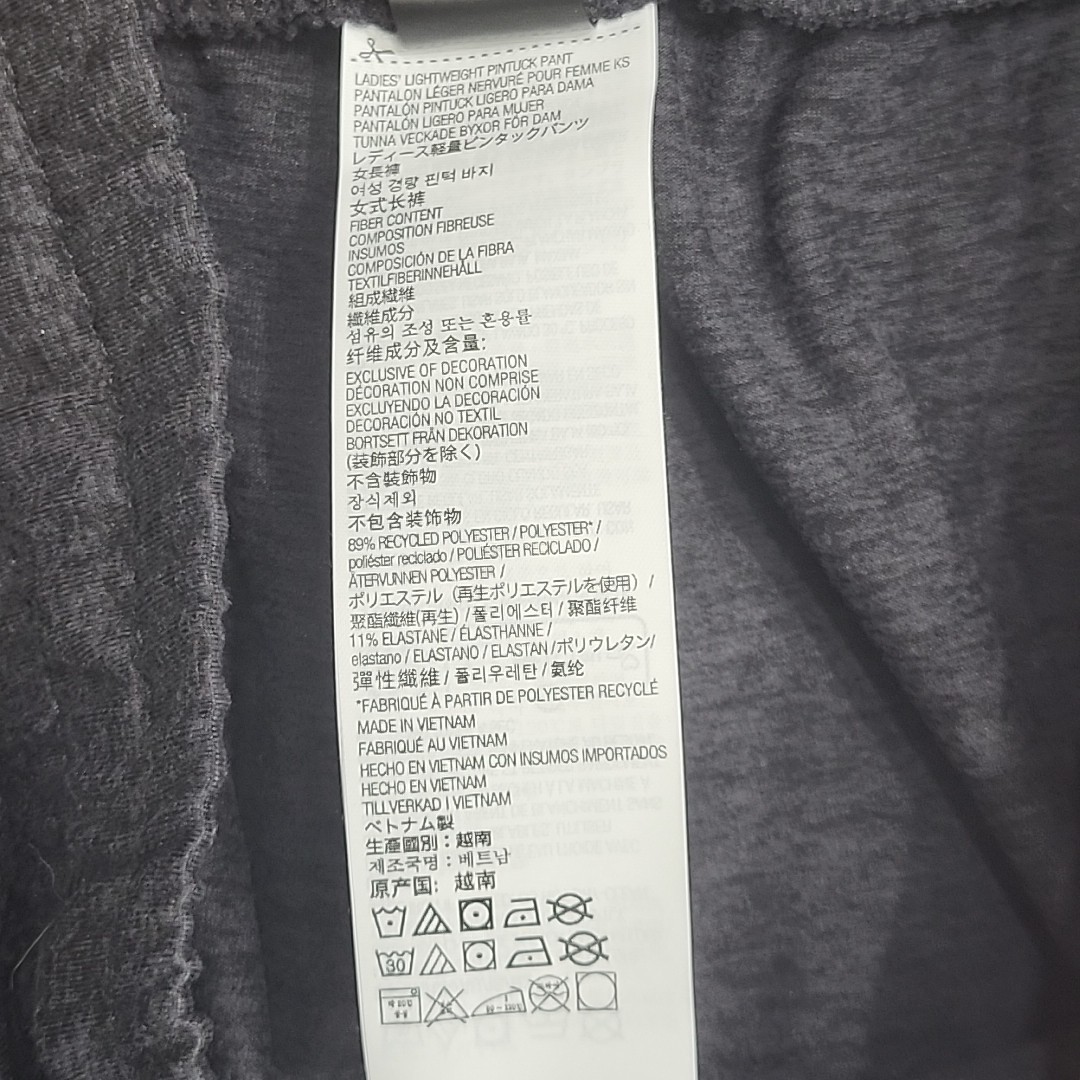 LADIES' LIGHTWEIGHT PINTUCK PANT
PANTALON LÉGER NERVURÉ POUR FEMME KS
PANTALÓN PINTUCK LIGERO PARA DAMA
PANTALÓN LIGERO PARA MUJER
TUNNA VECKADE BYXOR FÖR DAM
レディース軽量ピンタックパンツ
女長褲
여성 경량 핀턱 바지
女式长裤
FIBER CONTENT
COMPOSITION FIBREUSE
INSUMOS
COMPOSICIÓN DE LA FIBRA
TEXTILFIBERINNEHÅLL
組成繊維
纖維成分
섬유의 조성 또는 혼용률
纤维成分及含量:
EXCLUSIVE OF DECORATION
DÉCORATION NON COMPRISE
EXCLUYENDO LA DECORACIÓN
DECORACIÓN NO TEXTIL
BORTSETT FRÅN DEKORATION
(装飾部分を除く)
不含裝飾物
장식제외
不包含装饰物
89% RECYCLED POLYESTER / POLYESTER* /
poliéster reciclado / POLIÉSTER RECICLADO /
ÅTERVUNNEN POLYESTER /
ポリエステル（再生ポリエステルを使用）/
聚酯纖維(再生) / 폴리에스터 / 聚酯纤维
11% ELASTANE / ÉLASTHANNE /
elastano / ELASTANO / ELASTAN /ポリウレタン/
彈性纖維 / 폴리우레탄 / 氨纶
*FABRIQUÉ À PARTIR DE POLYESTER RECYCLÉ
MADE IN VIETNAM
FABRIQUÉ AU VIETNAM
HECHO EN VIETNAM CON INSUMOS IMPORTADOS
HECHO EN VIETNAM
TILLVERKAD I VIETNAM
ベトナム製
生產國別：越南
제조국명：베트남
原产国：越南
30